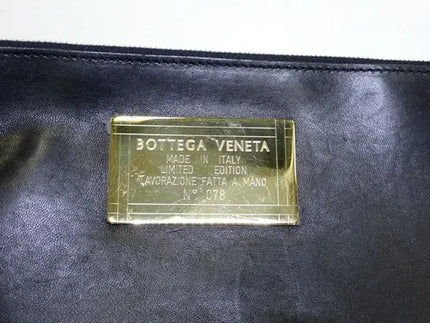 BOTTEGA VENETA
MADE IN ITALY
LIMITED EDITION
LAVORAZIONE FATTA A MANO
N° 078